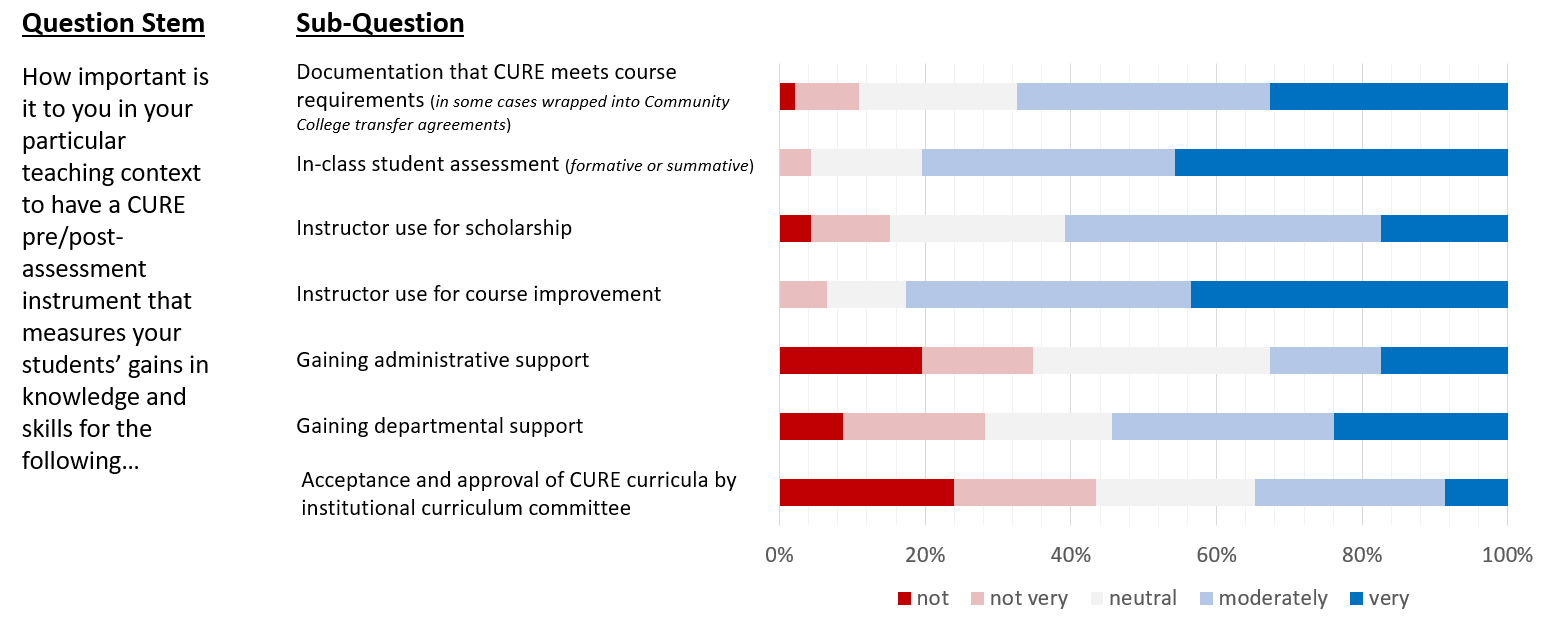 Question Stem
Sub-Question
How important is
it to you in your
particular
teaching context
to have a CURE
pre/post-
assessment
instrument that
measures your
students’ gains in
knowledge and
skills for the
following…
Documentation that CURE meets course
requirements (in some cases wrapped into Community
College transfer agreements)
In-class student assessment (formative or summative)
Instructor use for scholarship
Instructor use for course improvement
Gaining administrative support
Gaining departmental support
Acceptance and approval of CURE curricula by
institutional curriculum committee
0% 20% 40% 60% 80% 100%
not not very neutral moderately very